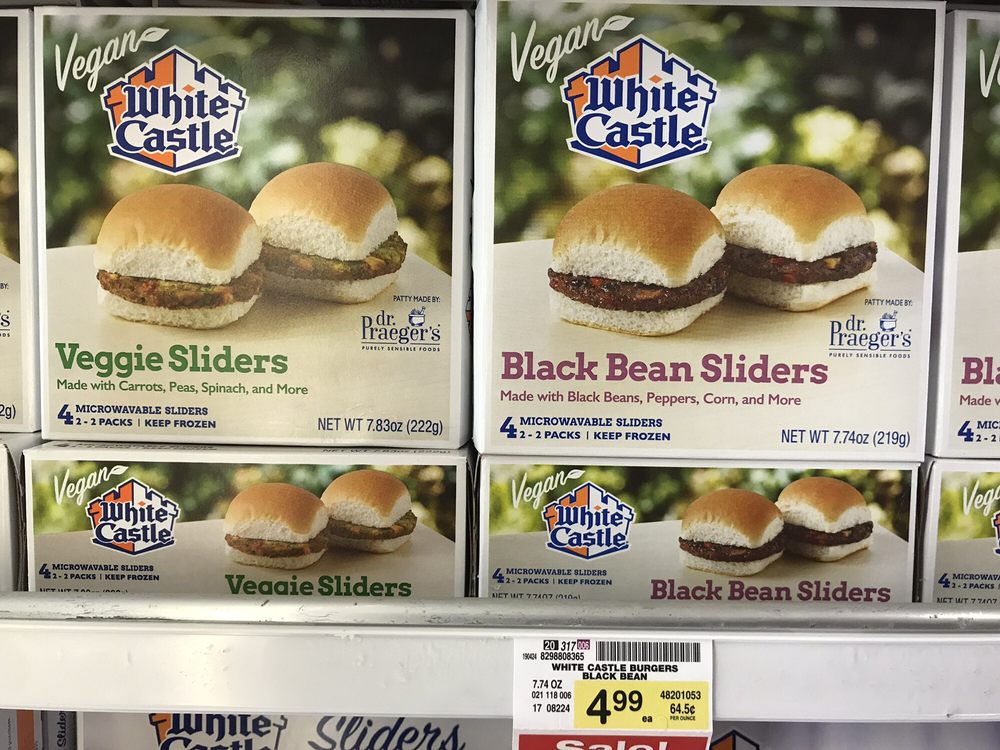 Vegan
White
Castle
PATTY MADE BY:
dr.
Praeger's
PURELY SENSIBLE FOODS
Veggie Sliders
Made with Carrots, Peas, Spinach, and More
4 MICROWAVABLE SLIDERS
2 - 2 PACKS | KEEP FROZEN
NET WT 7.83oz (222g)
Vegan
White
Castle
PATTY MADE BY:
dr.
Praeger's
PURELY SENSIBLE FOODS
Black Bean Sliders
Made with Black Beans, Peppers, Corn, and More
4 MICROWAVABLE SLIDERS
2 - 2 PACKS | KEEP FROZEN
NET WT 7.74oz (219g)
Vegan
White
Castle
4 MICROWAVABLE SLIDERS
2 - 2 PACKS | KEEP FROZEN
Veggie Sliders
Vegan
White
Castle
4 MICROWAVABLE SLIDERS
2 - 2 PACKS | KEEP FROZEN
Black Bean Sliders
20 317 006
190424 8298808365
WHITE CASTLE BURGERS
BLACK BEAN
7.74 OZ
021 118 006
17 08224
4.99 ea
48201053
64.5¢
PER OUNCE
Sale!
White
Castle
Sliders